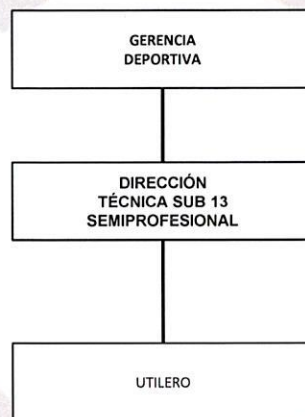 GERENCIA
DEPORTIVA
DIRECCIÓN
TÉCNICA SUB 13
SEMIPROFESIONAL
UTILERO